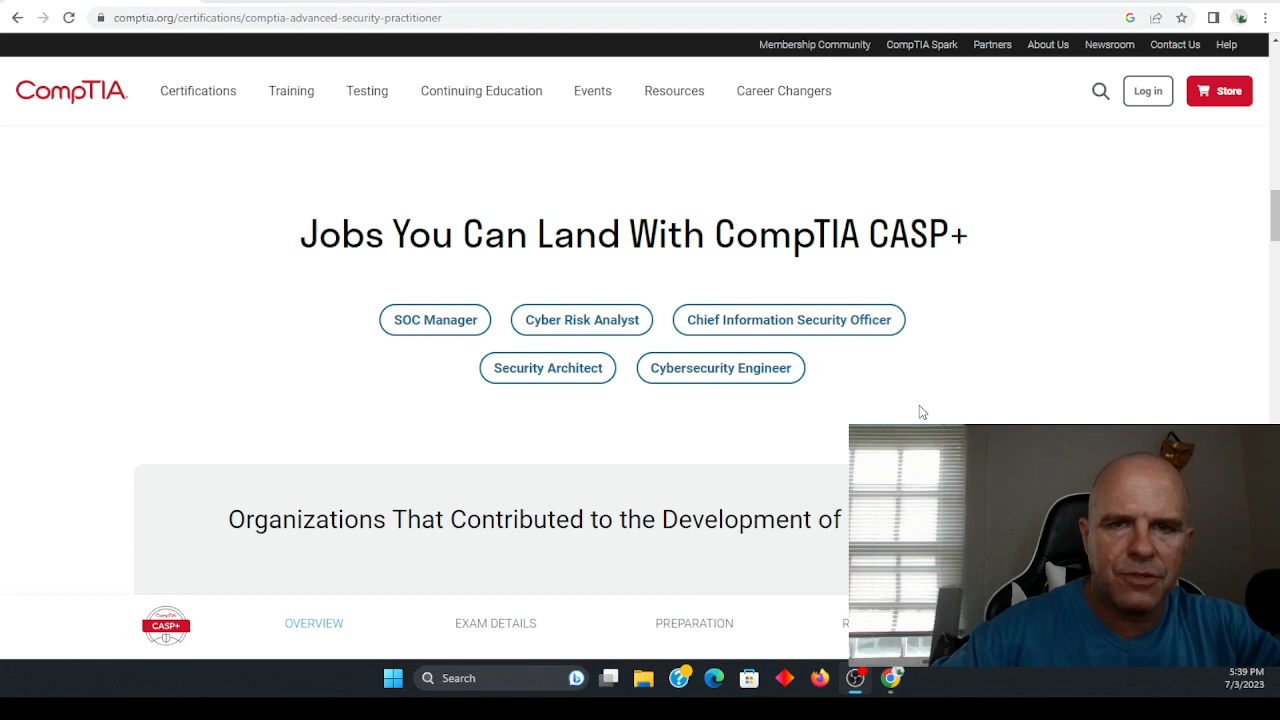 comptia.org/certifications/comptia-advanced-security-practitioner
Membership Community CompTIA Spark Partners About Us Newsroom Contact Us Help
CompTIA. Certifications Training Testing Continuing Education Events Resources Career Changers Log in Store
Jobs You Can Land With CompTIA CASP+
SOC Manager Cyber Risk Analyst Chief Information Security Officer
Security Architect Cybersecurity Engineer
Organizations That Contributed to the Development of
CompTIA
CASP+ OVERVIEW EXAM DETAILS PREPARATION R
Search
5:39 PM
7/3/2023